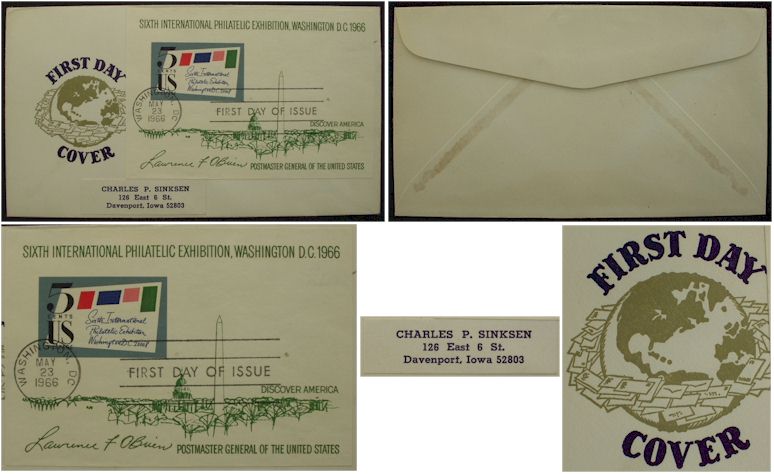 SIXTH INTERNATIONAL PHILATELIC EXHIBITION, WASHINGTON D.C. 1966
5
CENTS
US
Sixth International
Philatelic Exhibition
Washington D.C. 1966
FIRST DAY
COVER
WASHINGTON, DC
MAY
23
1966
FIRST DAY OF ISSUE
DISCOVER AMERICA
Lawrence F. O'Brien
POSTMASTER GENERAL OF THE UNITED STATES
CHARLES P. SINKSEN
126 East 6 St.
Davenport, Iowa 52803
SIXTH INTERNATIONAL PHILATELIC EXHIBITION, WASHINGTON D.C. 1966
5
CENTS
US
Sixth International
Philatelic Exhibition
Washington D.C. 1966
WASHINGTON, DC
MAY
23
1966
FIRST DAY OF ISSUE
DISCOVER AMERICA
Lawrence F. O'Brien
POSTMASTER GENERAL OF THE UNITED STATES
CHARLES P. SINKSEN
126 East 6 St.
Davenport, Iowa 52803
FIRST DAY
COVER